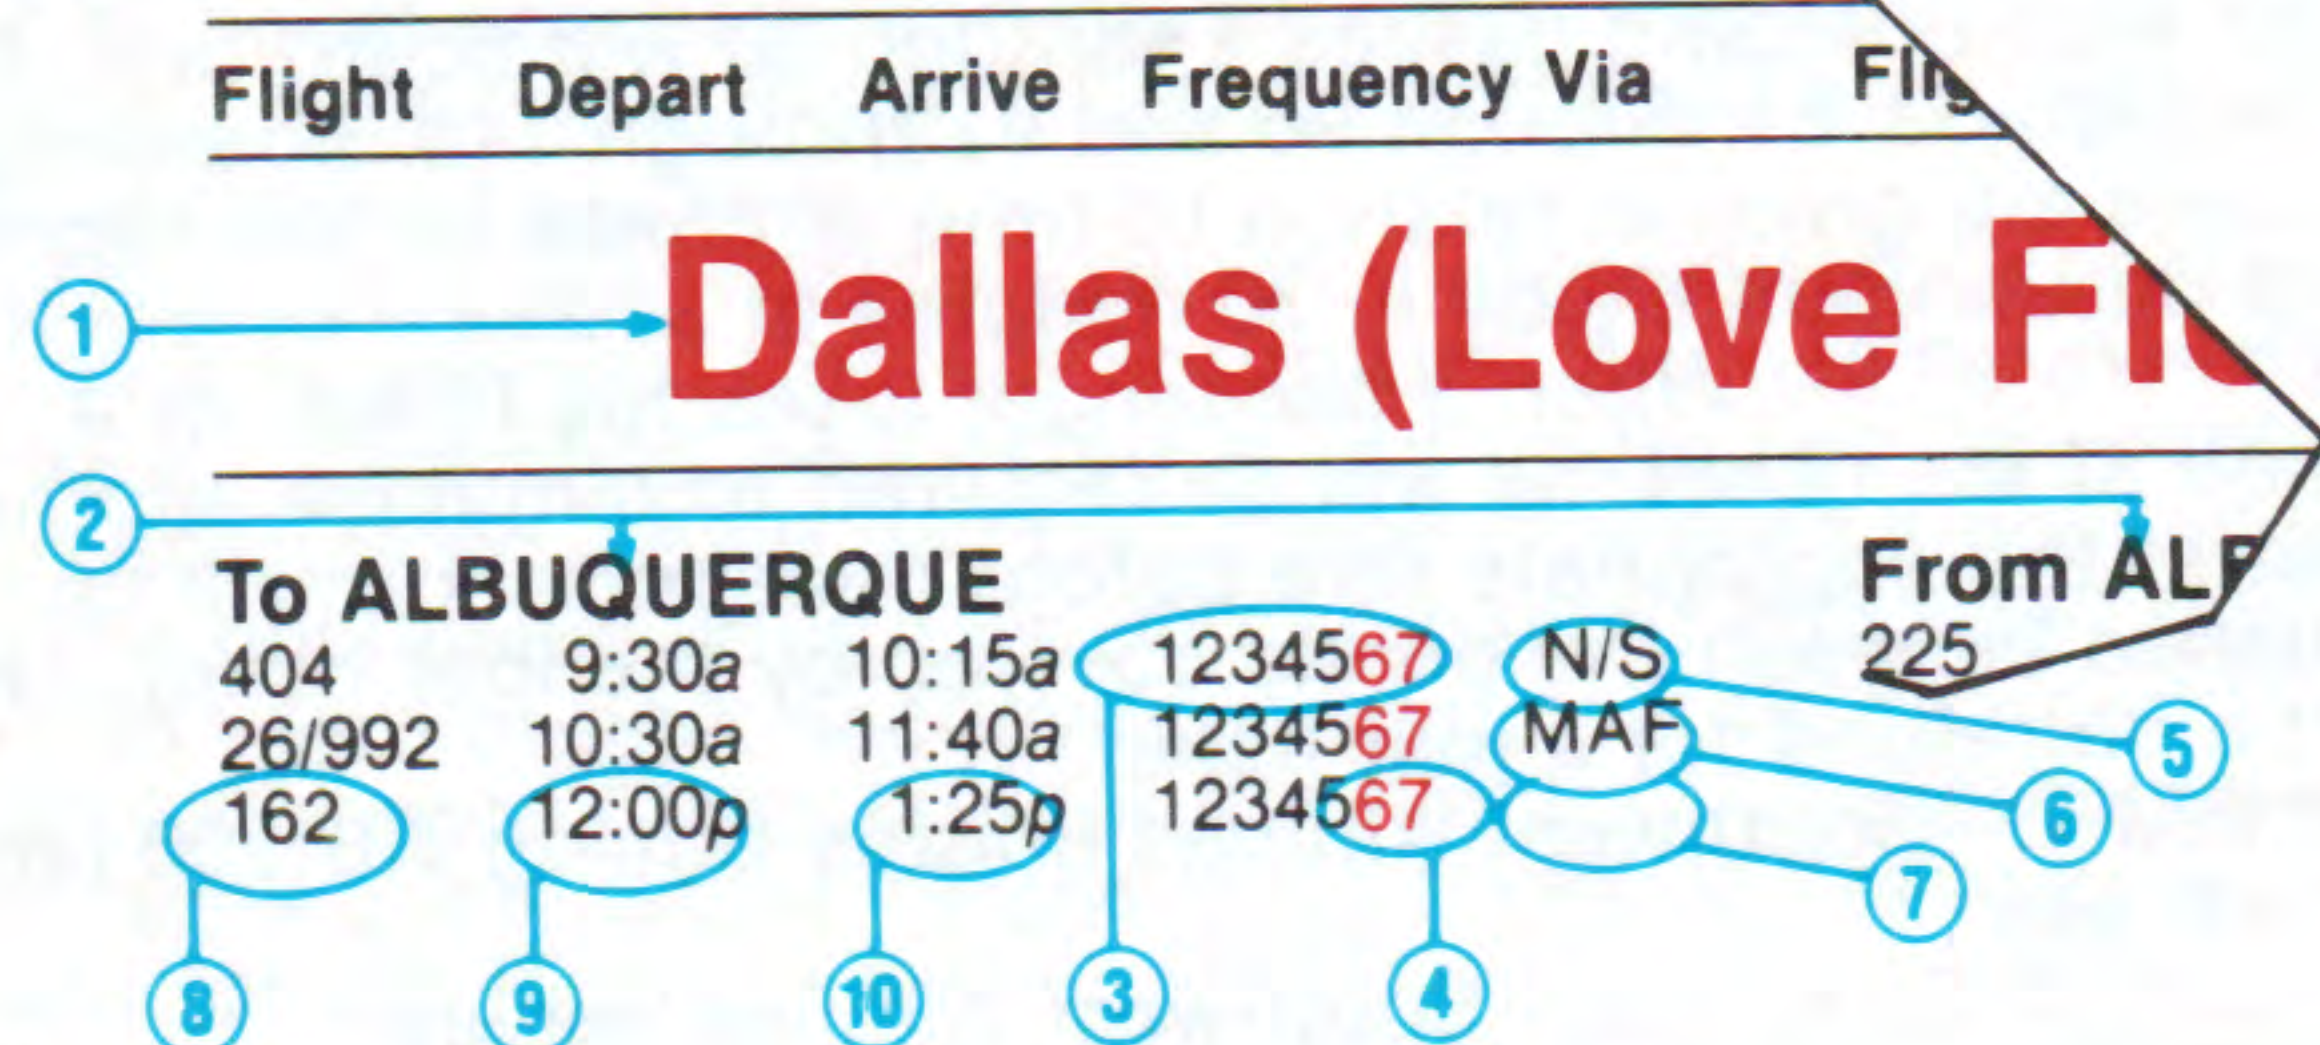 Flight Depart Arrive Frequency Via
1
Dallas (Love
2
To ALBUQUERQUE From
404 9:30a 10:15a 1234567 N/S 225
26/992 10:30a 11:40a 1234567 MAF 5
162 12:00p 1:25p 1234567 6
7
8 9 10 3 4